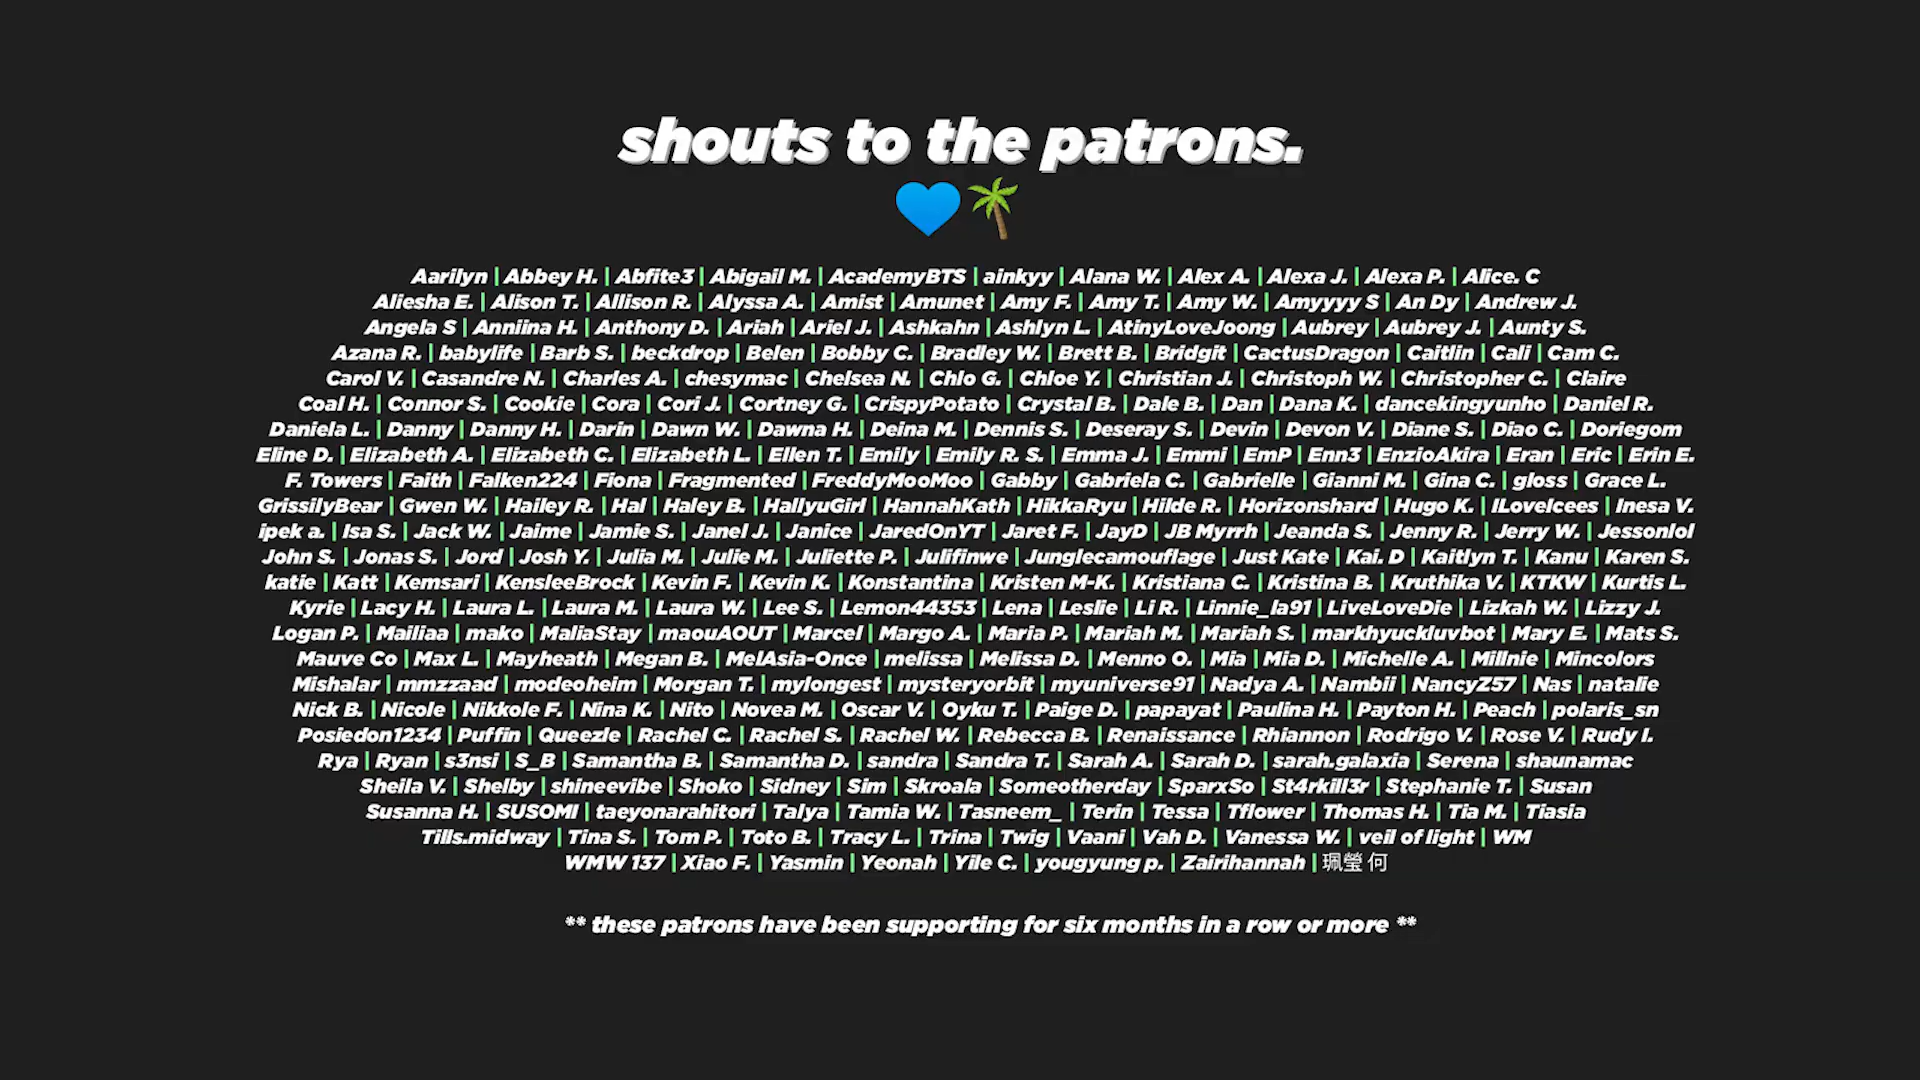 shouts to the patrons.
💙🌴
Aarilyn | Abbey H. | Abfite3 | Abigail M. | AcademyBTS | ainkyy | Alana W. | Alex A. | Alexa J. | Alexa P. | Alice. C
Aliesha E. | Alison T. | Allison R. | Alyssa A. | Amist | Amunet | Amy F. | Amy T. | Amy W. | Amyyyy S | An Dy | Andrew J.
Angela S | Anniina H. | Anthony D. | Ariah | Ariel J. | Ashkahn | Ashlyn L. | AtinyLoveJoong | Aubrey | Aubrey J. | Aunty S.
Azana R. | babylife | Barb S. | beckdrop | Belen | Bobby C. | Bradley W. | Brett B. | Bridgit | CactusDragon | Caitlin | Cali | Cam C.
Carol V. | Casandre N. | Charles A. | chesymac | Chelsea N. | Chlo G. | Chloe Y. | Christian J. | Christoph W. | Christopher C. | Claire
Coal H. | Connor S. | Cookie | Cora | Cori J. | Cortney G. | CrispyPotato | Crystal B. | Dale B. | Dan | Dana K. | dancekingyunho | Daniel R.
Daniela L. | Danny | Danny H. | Darin | Dawn W. | Dawna H. | Deina M. | Dennis S. | Deseray S. | Devin | Devon V. | Diane S. | Diao C. | Doriegom
Eline D. | Elizabeth A. | Elizabeth C. | Elizabeth L. | Ellen T. | Emily | Emily R. S. | Emma J. | Emmi | EmP | Enn3 | EnzioAkira | Eran | Eric | Erin E.
F. Towers | Faith | Falken224 | Fiona | Fragmented | FreddyMooMoo | Gabby | Gabriela C. | Gabrielle | Gianni M. | Gina C. | gloss | Grace L.
GrissilyBear | Gwen W. | Hailey R. | Hal | Haley B. | HallyuGirl | HannahKath | HikkaRyu | Hilde R. | Horizonshard | Hugo K. | ILoveIcees | Inesa V.
ipek a. | Isa S. | Jack W. | Jaime | Jamie S. | Janel J. | Janice | JaredOnYT | Jaret F. | JayD | JB Myrrh | Jeanda S. | Jenny R. | Jerry W. | Jessonlol
John S. | Jonas S. | Jord | Josh Y. | Julia M. | Julie M. | Juliette P. | Julifinwe | Junglecamouflage | Just Kate | Kai. D | Kaitlyn T. | Kanu | Karen S.
katie | Katt | Kemsari | KensleeBrock | Kevin F. | Kevin K. | Konstantina | Kristen M-K. | Kristiana C. | Kristina B. | Kruthika V. | KTKW | Kurtis L.
Kyrie | Lacy H. | Laura L. | Laura M. | Laura W. | Lee S. | Lemon44353 | Lena | Leslie | Li R. | Linnie_la91 | LiveLoveDie | Lizkah W. | Lizzy J.
Logan P. | Mailiaa | mako | MaliaStay | maouAOUT | Marcel | Margo A. | Maria P. | Mariah M. | Mariah S. | markhyuckluvbot | Mary E. | Mats S.
Mauve Co | Max L. | Mayheath | Megan B. | MelAsia-Once | melissa | Melissa D. | Menno O. | Mia | Mia D. | Michelle A. | Millnie | Mincolors
Mishalar | mmzzaad | modeoheim | Morgan T. | mylongest | mysteryorbit | myuniverse91 | Nadya A. | Nambii | NancyZ57 | Nas | natalie
Nick B. | Nicole | Nikkole F. | Nina K. | Nito | Novea M. | Oscar V. | Oyku T. | Paige D. | papayat | Paulina H. | Payton H. | Peach | polaris_sn
Posiedon1234 | Puffin | Queezle | Rachel C. | Rachel S. | Rachel W. | Rebecca B. | Renaissance | Rhiannon | Rodrigo V. | Rose V. | Rudy I.
Rya | Ryan | s3nsi | S_B | Samantha B. | Samantha D. | sandra | Sandra T. | Sarah A. | Sarah D. | sarah.galaxia | Serena | shaunamac
Sheila V. | Shelby | shineevibe | Shoko | Sidney | Sim | Skroala | Someotherday | SparxSo | St4rkill3r | Stephanie T. | Susan
Susanna H. | SUSOMI | taeyonarahitori | Talya | Tamia W. | Tasneem_ | Terin | Tessa | Tflower | Thomas H. | Tia M. | Tiasia
Tills.midway | Tina S. | Tom P. | Toto B. | Tracy L. | Trina | Twig | Vaani | Vah D. | Vanessa W. | veil of light | WM
WMW 137 | Xiao F. | Yasmin | Yeonah | Yile C. | yougyung p. | Zairihannah | 珮瑩 何
** these patrons have been supporting for six months in a row or more **